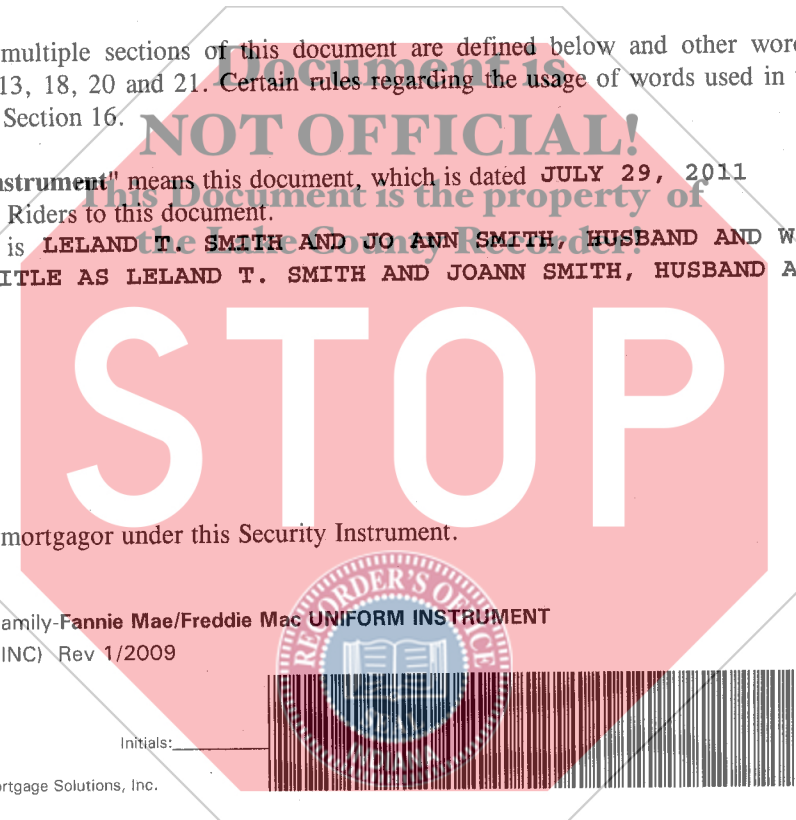 multiple sections of this document are defined below and other
Document is
13, 18, 20 and 21. Certain rules regarding the usage of words used in
Section 16.
NOT OFFICIAL!
nstrument" means this document, which is dated JULY 29, 2011
This Document is the property of
Riders to this document.
is LELAND T. SMITH AND JO ANN SMITH, HUSBAND AND W
the Lake County Recorder!
ITLE AS LELAND T. SMITH AND JOANN SMITH, HUSBAND A
STOP
mortgagor under this Security Instrument.
RECORDER'S OFFICE
amily-Fannie Mae/Freddie Mac UNIFORM INSTRUMENT
INC) Rev 1/2009
SEAL
INDIANA
Initials:
rtgage Solutions, Inc.